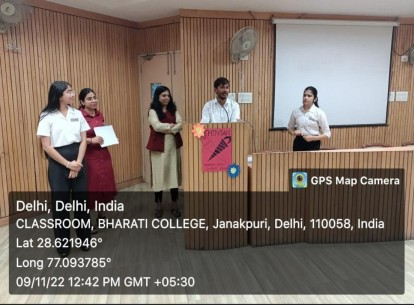 GPS Map Camera
Delhi, Delhi, India
CLASSROOM, BHARATI COLLEGE, Janakpuri, Delhi, 110058, India
Lat 28.621946°
Long 77.093785°
09/11/22 12:42 PM GMT +05:30